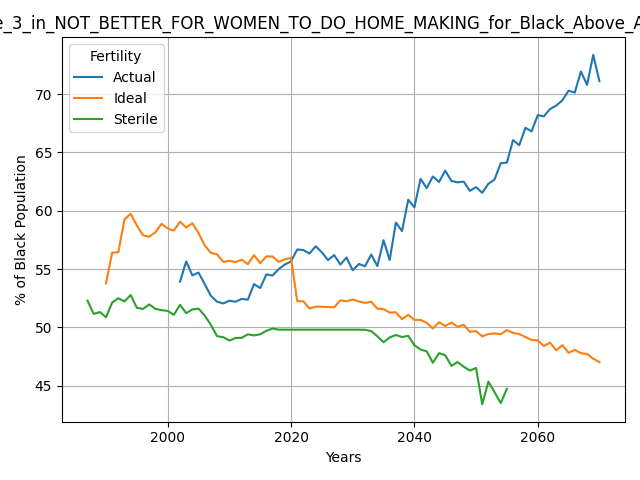 e_3_in_NOT_BETTER_FOR_WOMEN_TO_DO_HOME_MAKING_for_Black_Above_A
Fertility
Actual
Ideal
Sterile
% of Black Population
70
65
60
55
50
45
2000 2020 2040 2060
Years